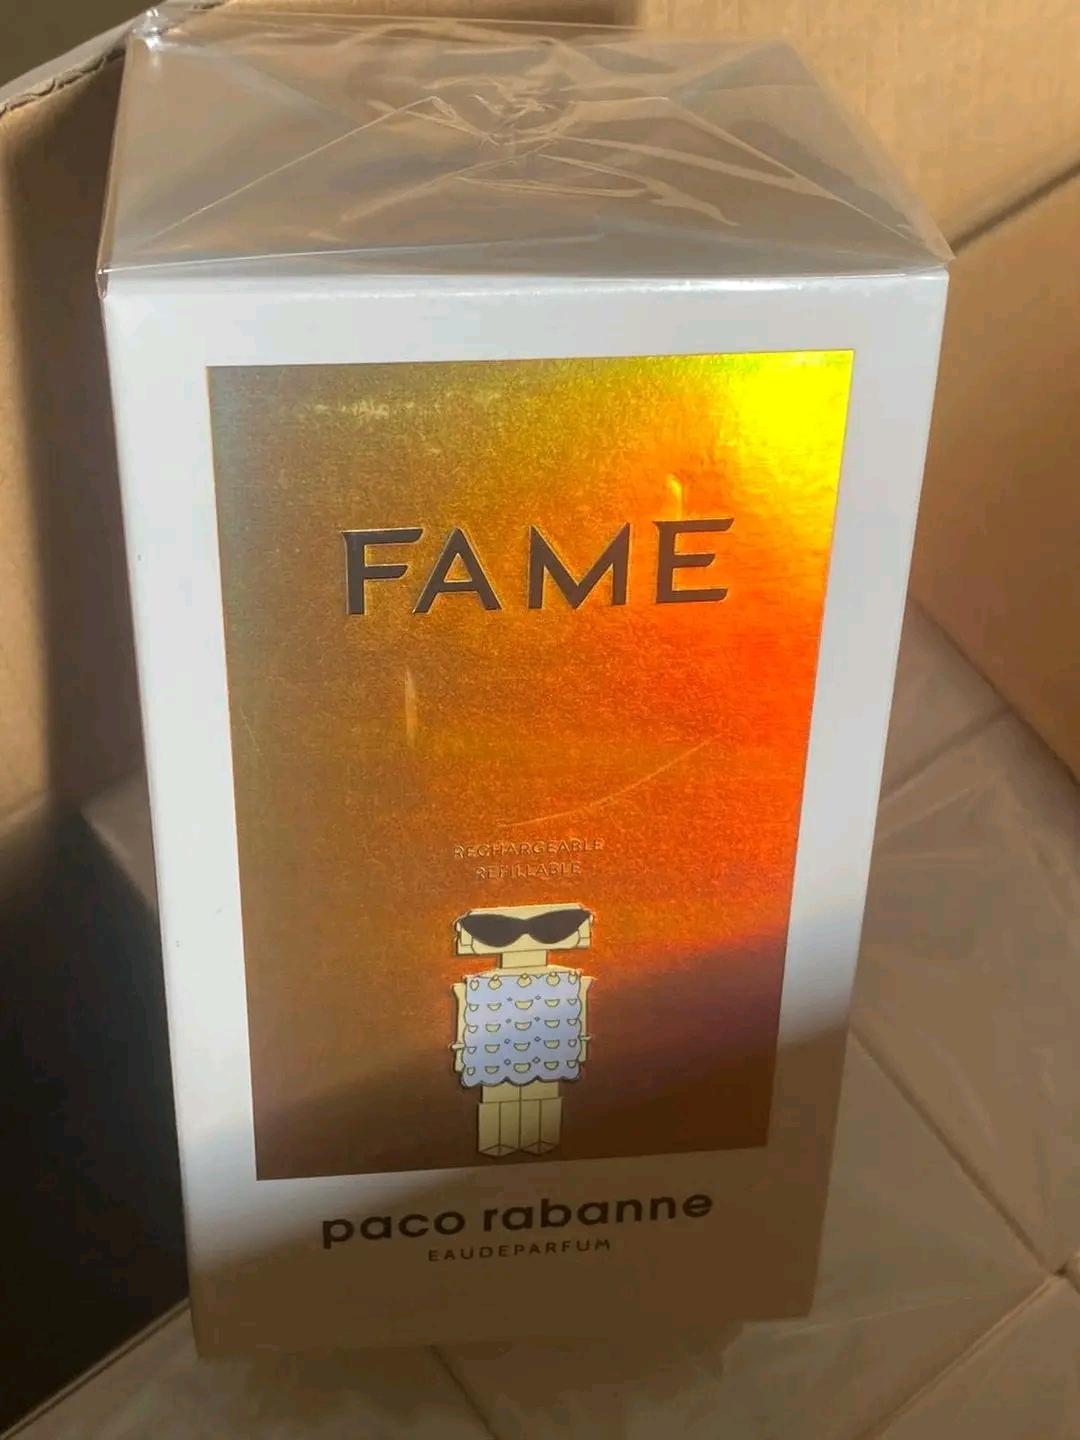 FAME
RECHARGEABLE
REFILLABLE
paco rabanne
EAUDEPARFUM